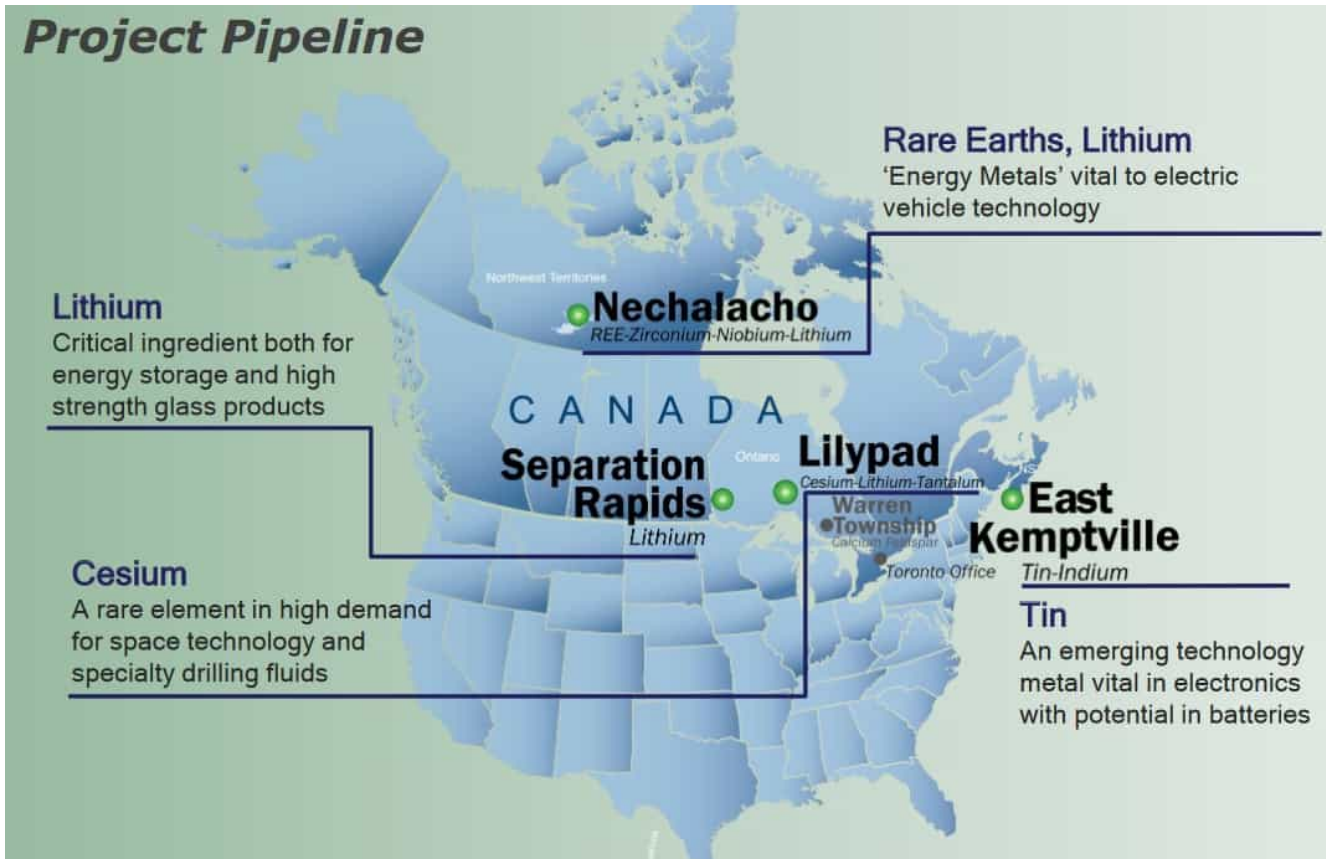 Project Pipeline
Rare Earths, Lithium
'Energy Metals' vital to electric
vehicle technology
Northwest Territories
Nechalacho
REE-Zirconium-Niobium-Lithium
Lithium
Critical ingredient both for
energy storage and high
strength glass products
CANADA
Separation
Rapids
Lithium
Ontario
Lilypad
Cesium-Lithium-Tantalum
Warren
Township
Calcium Feldspar
Toronto Office
NS
East
Kemptville
Tin-Indium
Cesium
A rare element in high demand
for space technology and
specialty drilling fluids
Tin
An emerging technology
metal vital in electronics
with potential in batteries